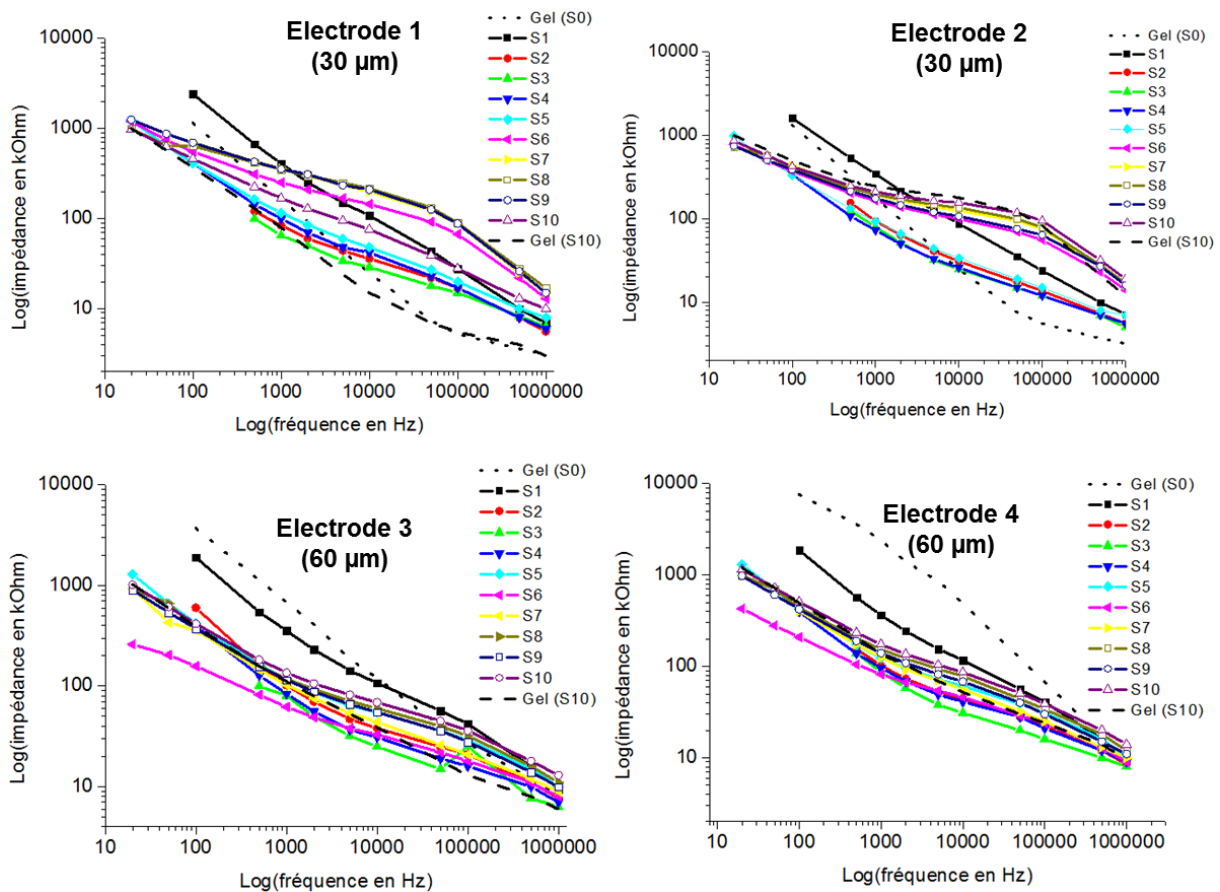 Electrode 1
(30 µm)
Log(impédance en kOhm)
10000
1000
100
10
10
100
1000
10000
100000
1000000
Log(fréquence en Hz)
Gel (S0)
S1
S2
S3
S4
S5
S6
S7
S8
S9
S10
Gel (S10)
Electrode 2
(30 µm)
Log(impédance en kOhm)
10000
1000
100
10
10
100
1000
10000
100000
1000000
Log(fréquence en Hz)
Gel (S0)
S1
S2
S3
S4
S5
S6
S7
S8
S9
S10
Gel (S10)
Electrode 3
(60 µm)
Log(impédance en kOhm)
10000
1000
100
10
10
100
1000
10000
100000
1000000
Log(fréquence en Hz)
Gel (S0)
S1
S2
S3
S4
S5
S6
S7
S8
S9
S10
Gel (S10)
Electrode 4
(60 µm)
Log(impédance en kOhm)
10000
1000
100
10
10
100
1000
10000
100000
1000000
Log(fréquence en Hz)
Gel (S0)
S1
S2
S3
S4
S5
S6
S7
S8
S9
S10
Gel (S10)